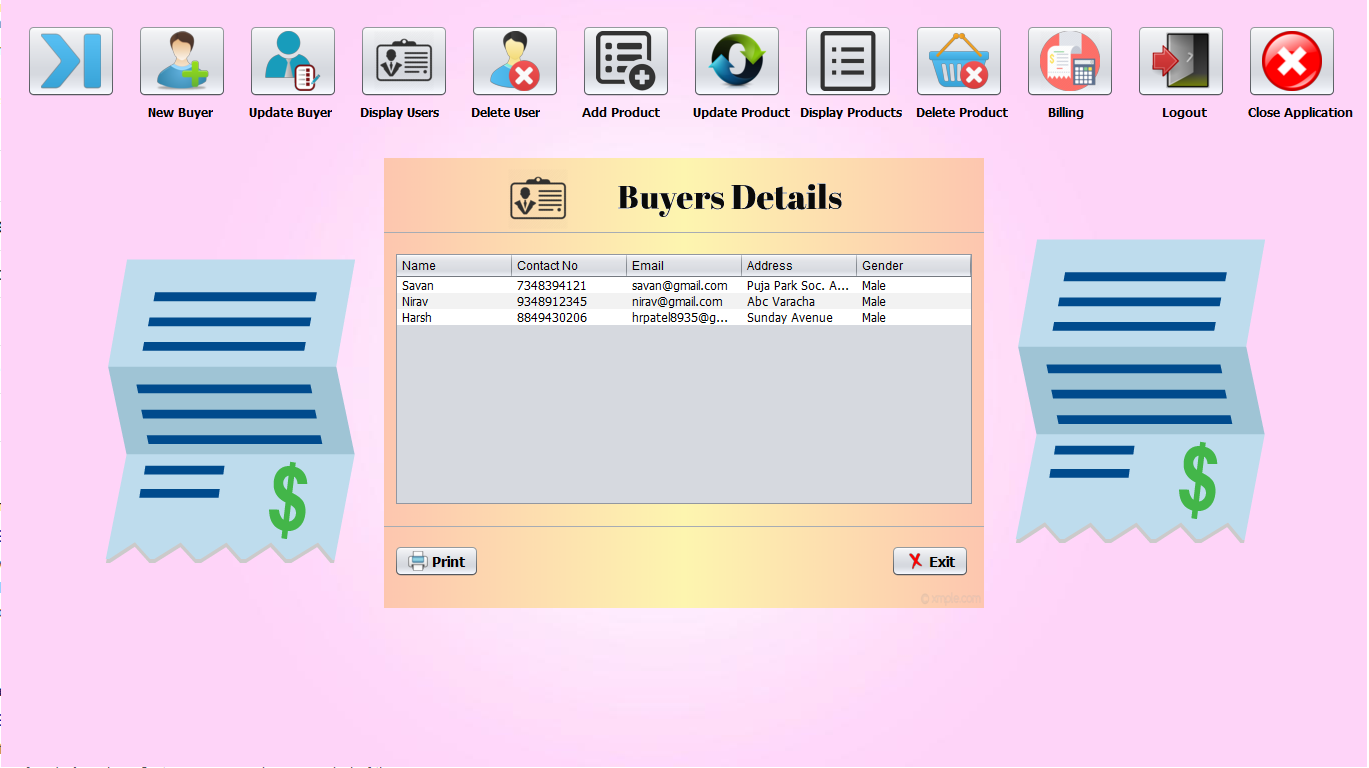 New Buyer Update Buyer Display Users Delete User Add Product Update Product Display Products Delete Product Billing Logout Close Application
Buyers Details
Name Contact No Email Address Gender
Savan 7348394121 savan@gmail.com Puja Park Soc. A... Male
Nirav 9348912345 nirav@gmail.com Abc Varacha Male
Harsh 8849430206 hrpatel8935@g... Sunday Avenue Male
Print Exit